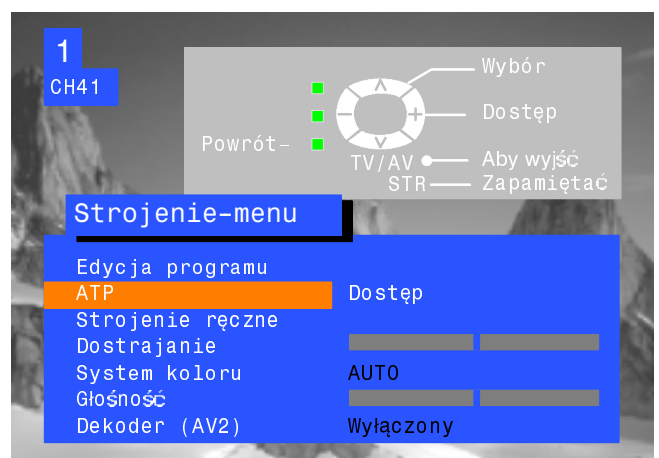 1
CH41
Wybór
Dostęp
Powrót–
TV/AV Aby wyjść
STR Zapamiętać
Strojenie-menu
Edycja programu
ATP Dostęp
Strojenie ręczne
Dostrajanie
System koloru AUTO
Głośność
Dekoder (AV2) Wyłączony